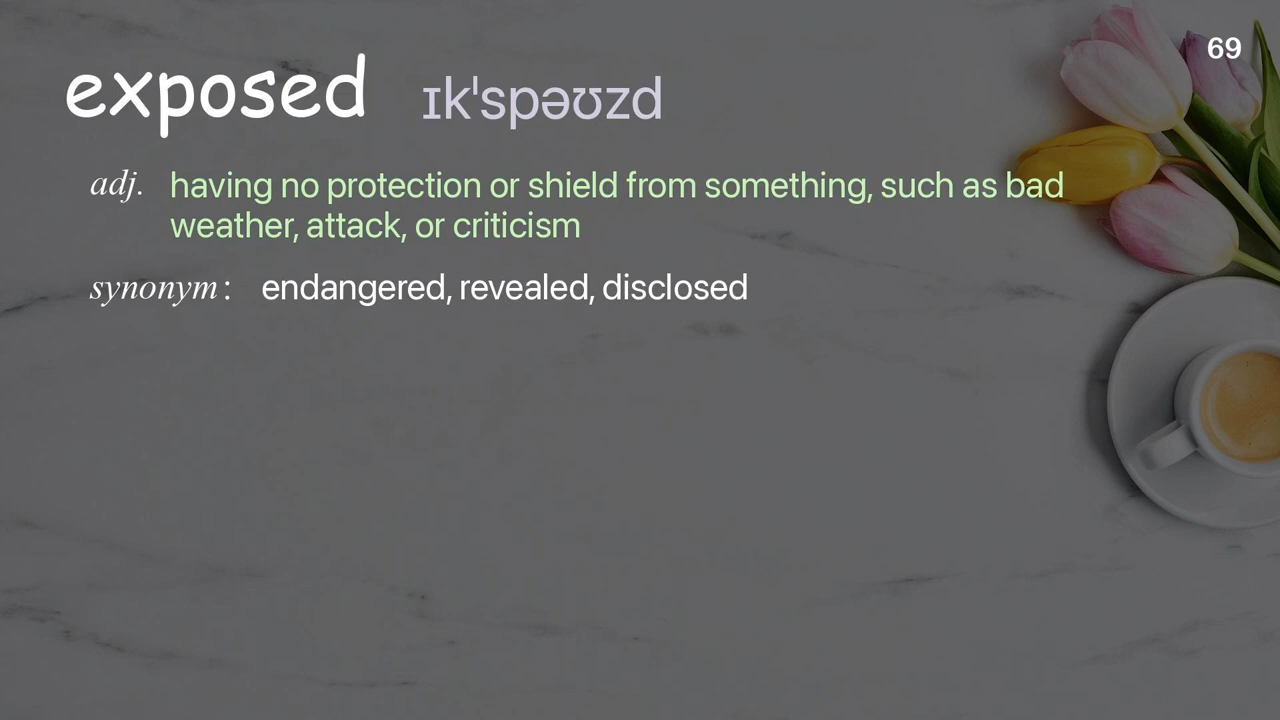 69
exposed ɪkˈspəʊzd
adj. having no protection or shield from something, such as bad
weather, attack, or criticism
synonym : endangered, revealed, disclosed